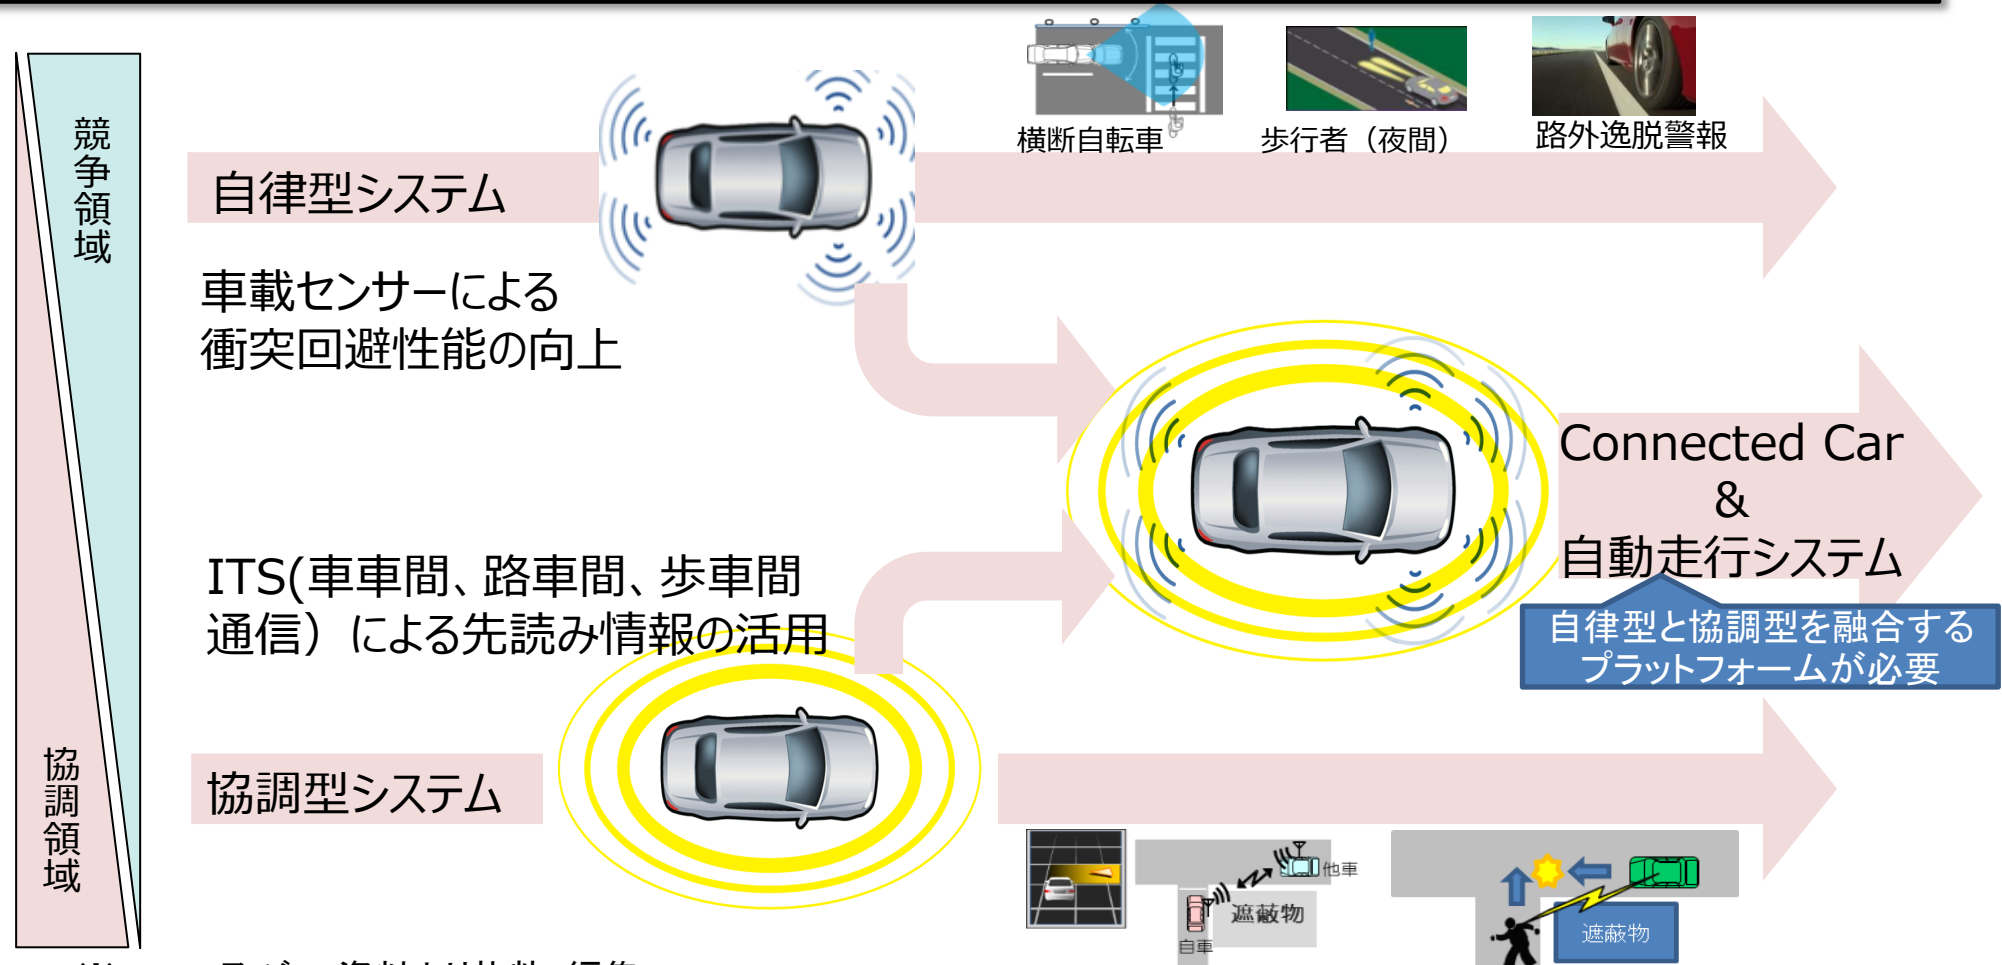 競争領域
横断自転車
歩行者（夜間）
路外逸脱警報
自律型システム
車載センサーによる
衝突回避性能の向上
Connected Car
&
自動走行システム
自律型と協調型を融合する
プラットフォームが必要
ITS(車車間、路車間、歩車間
通信）による先読み情報の活用
協調型システム
協調領域
他車
遮蔽物
自車
遮蔽物